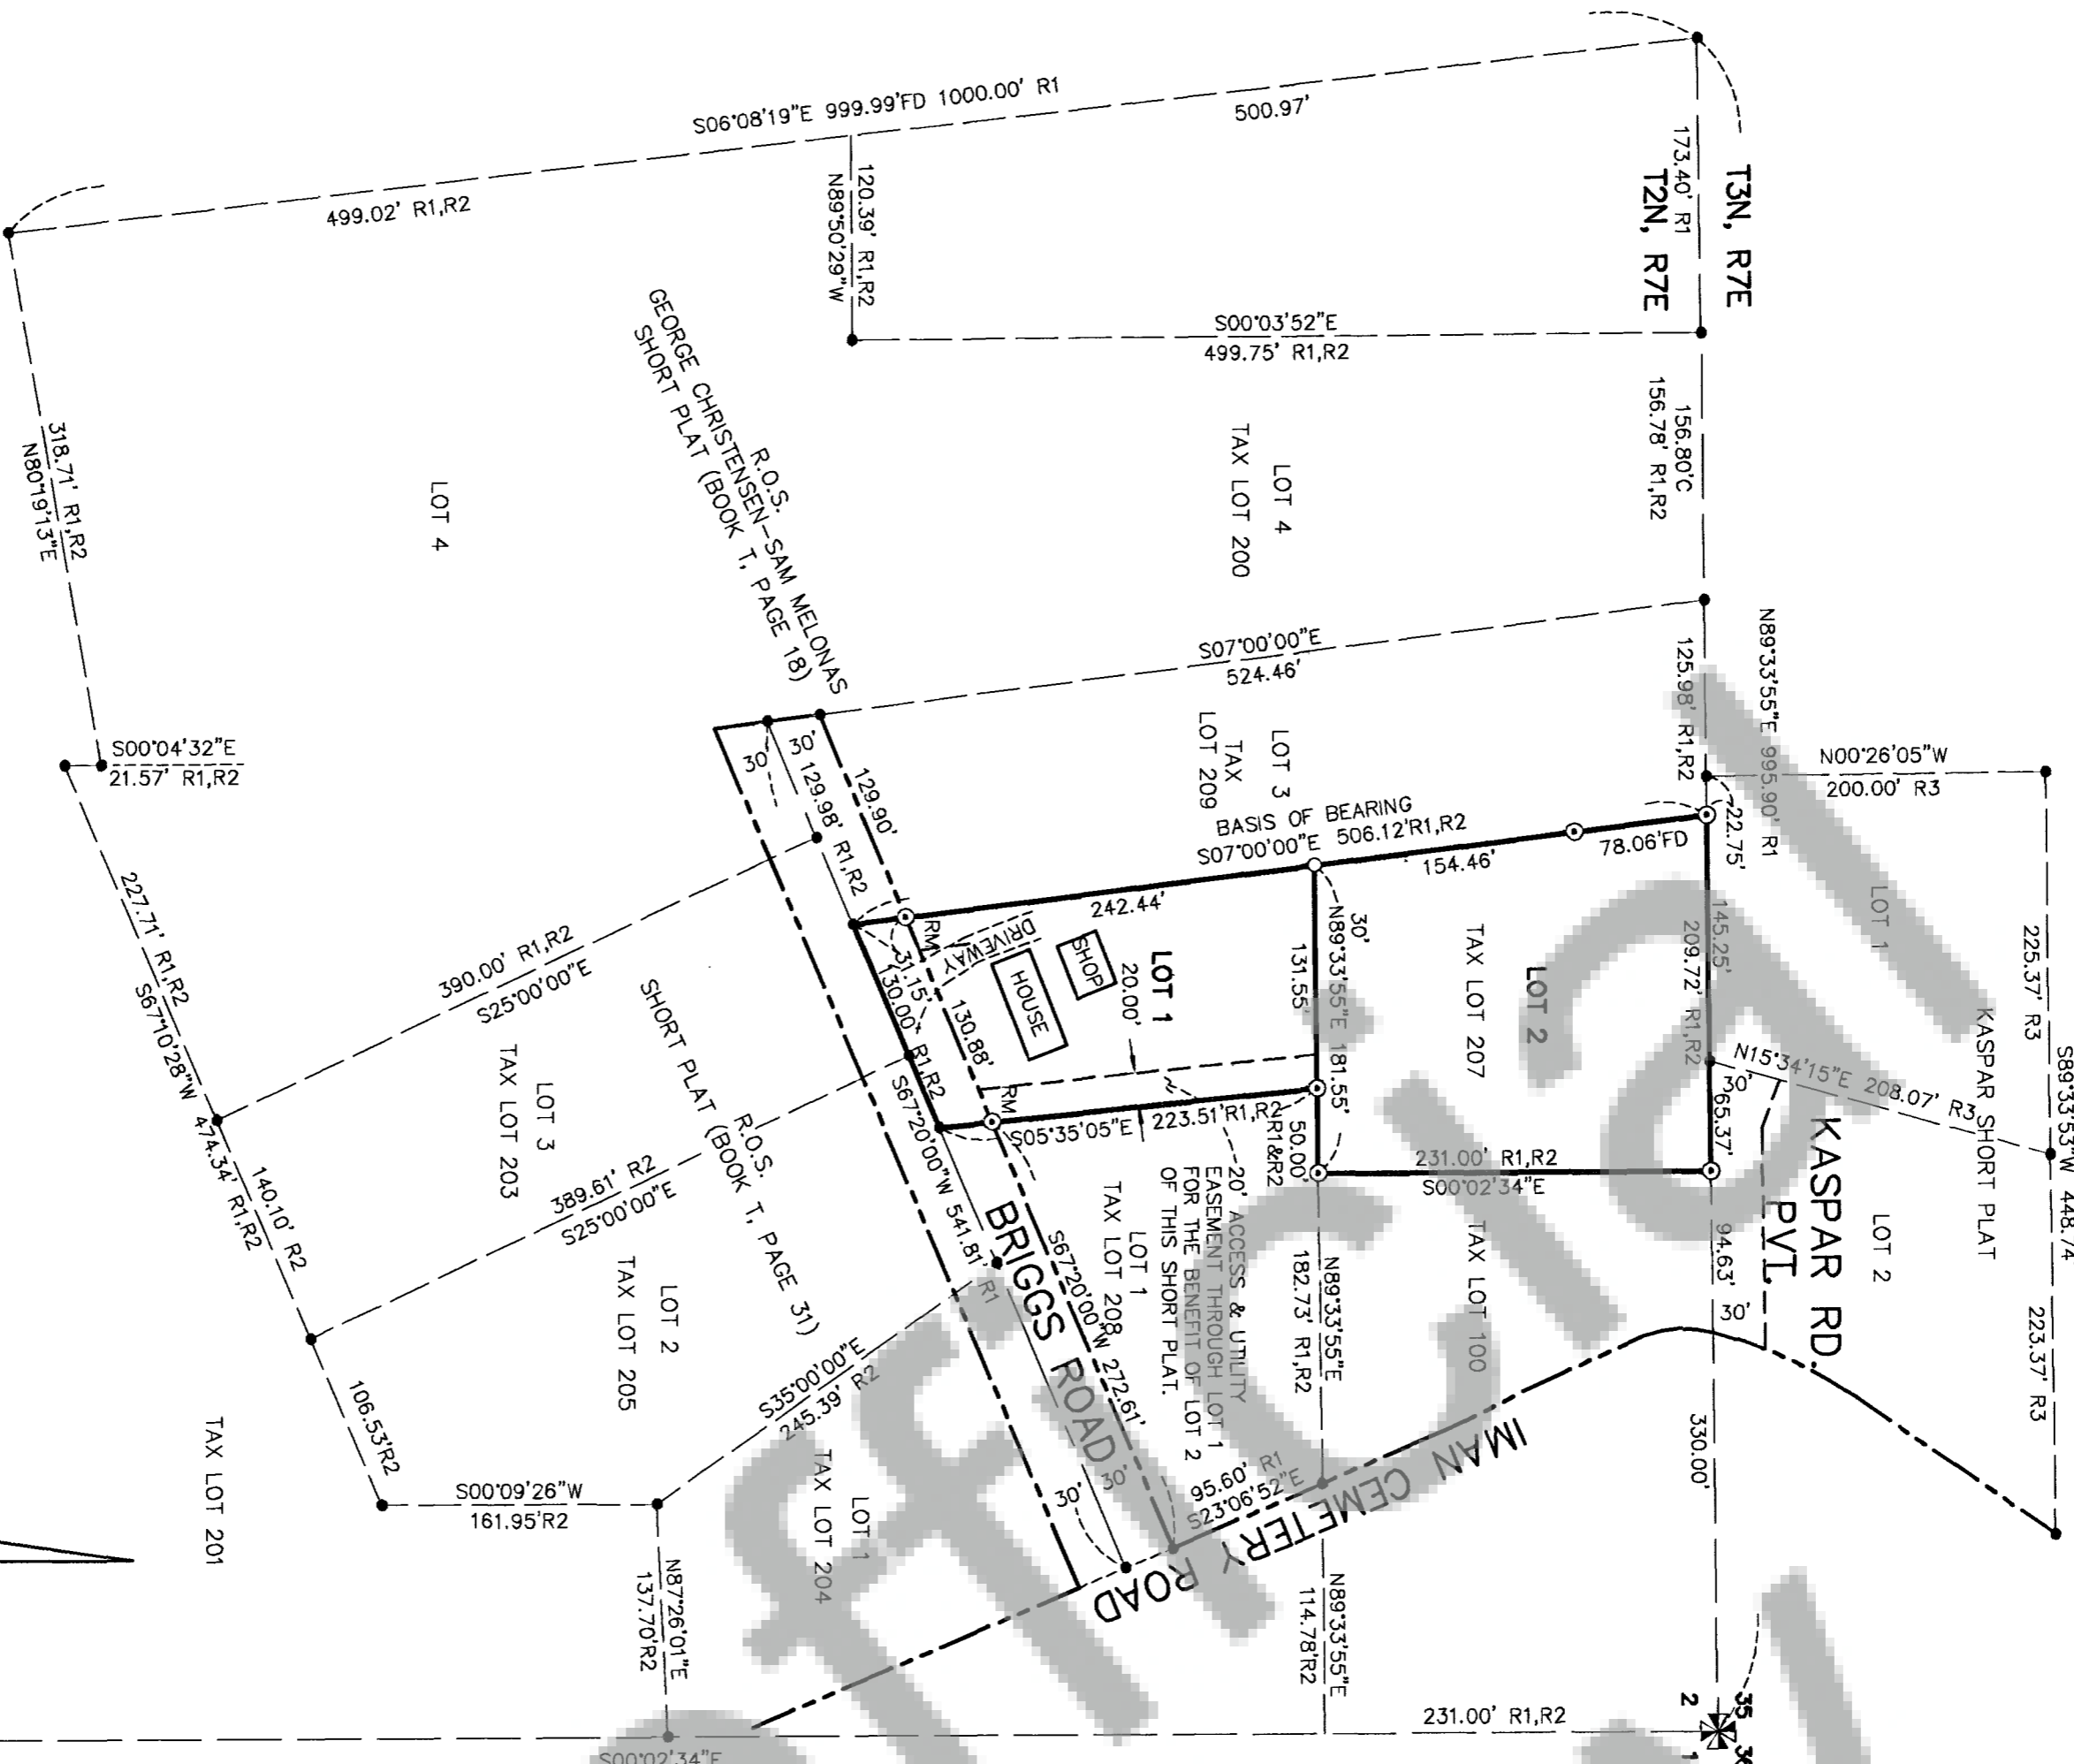 S06°08'19"E 999.99'FD 1000.00' R1
500.97'
499.02' R1,R2
120.39' R1,R2
N89°50'29"W
173.40' R1
T3N, R7E
T2N, R7E
S00°03'52"E
499.75' R1,R2
156.80'C
156.78' R1,R2
LOT 4
TAX LOT 200
LOT 4
318.71' R1,R2
N80°19'13"E
R.O.S.
GEORGE CHRISTENSEN-SAM MELONAS
SHORT PLAT (BOOK T, PAGE 18)
S07°00'00"E
524.46'
125.98' R1,R2
N89°33'55"E 995.90' R1
N00°26'05"W
200.00' R3
225.37' R3
S89°33'53"W 448.74'
223.37' R3
S00°04'32"E
21.57' R1,R2
LOT 3
TAX
LOT 209
BASIS OF BEARING
S07°00'00"E 506.12'R1,R2
154.46'
78.06'FD
22.75'
242.44'
30'
30'
129.98' R1,R2
129.90'
LOT 1
KASPAR SHORT PLAT
145.25'
209.72' R1,R2
N15°34'15"E 208.07' R3
30'
65.37'
KASPAR RD.
PVT.
LOT 2
94.63'
30'
330.00'
LOT 2
TAX LOT 207
30'
N89°33'55"E 181.55'
131.55'
50.00'
R1&R2
LOT 1
20.00'
SHOP
HOUSE
DRIVEWAY
RM
31.15'
130.00' R1,R2
130.88'
RM
S05°35'05"E
223.51'R1,R2
231.00' R1,R2
S00°02'34"E
TAX LOT 100
N89°33'55"E
182.73' R1,R2
20' ACCESS & UTILITY
EASEMENT THROUGH LOT 1
FOR THE BENEFIT OF LOT 2
OF THIS SHORT PLAT.
LOT 1
TAX LOT 208
S67°20'00"W 541.81' R1
S67°20'00"W 272.61'
BRIGGS ROAD
30'
30'
95.60' R1
S23°06'52"E
IMAN CEMETERY ROAD
N89°33'55"E
114.78'R2
231.00' R1,R2
35
2
36
1
227.71' R1,R2
S67°10'28"W
474.34' R1,R2
390.00' R1,R2
S25°00'00"E
LOT 3
TAX LOT 203
R.O.S.
SHORT PLAT (BOOK T, PAGE 31)
389.61' R2
S25°00'00"E
140.10' R2
LOT 2
TAX LOT 205
S35°00'00"E
245.39' R2
106.53'R2
S00°09'26"W
161.95'R2
TAX LOT 201
LOT 1
TAX LOT 204
N87°26'01"E
137.70'R2
S00°02'34"E